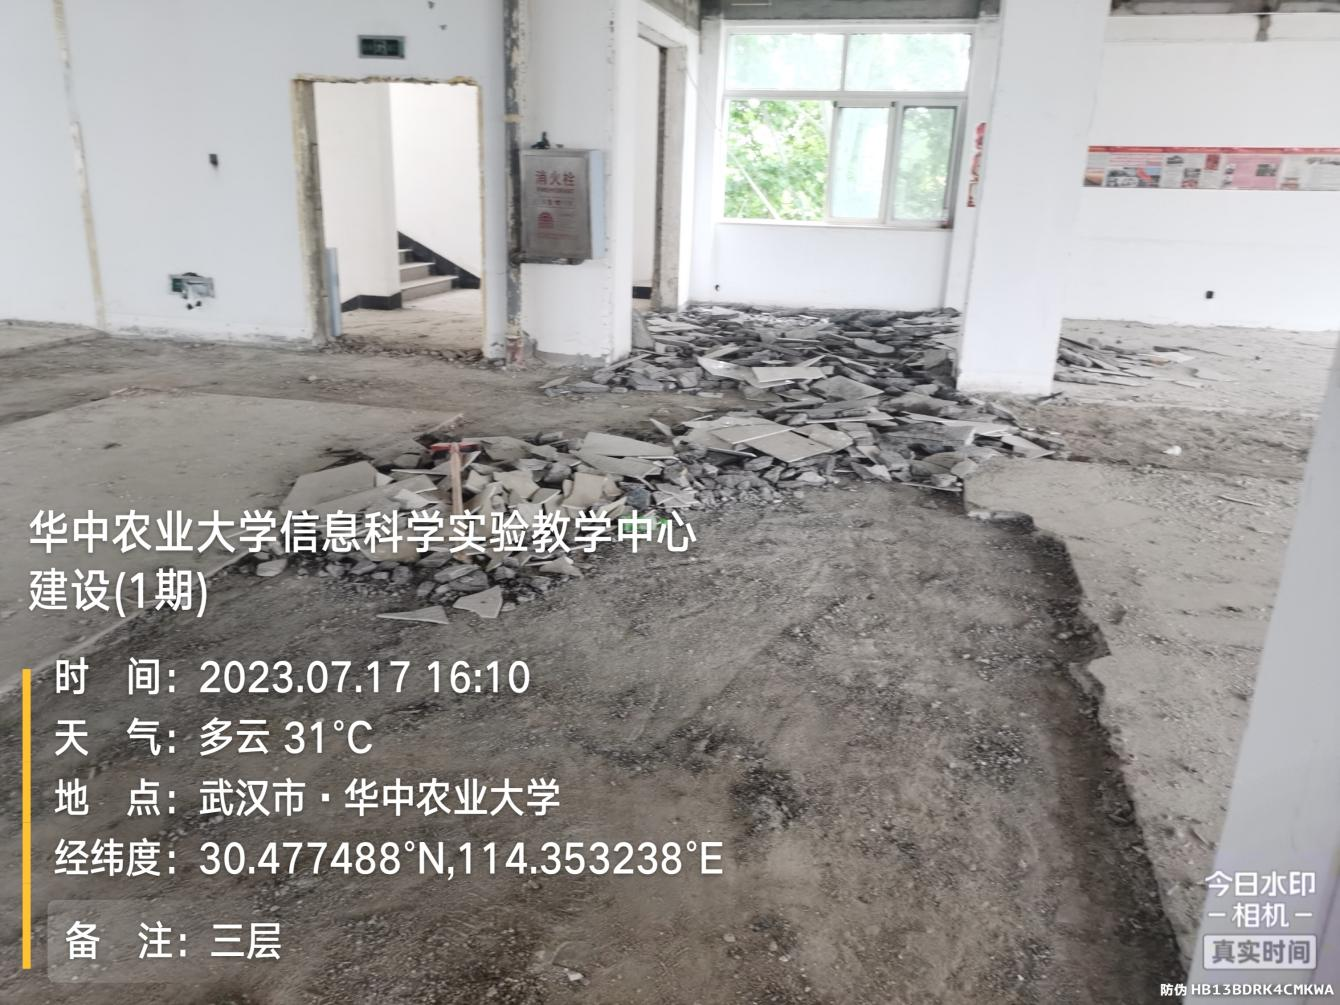 消火栓
华中农业大学信息科学实验教学中心
建设(1期)
时 间：2023.07.17 16:10
天 气：多云 31°C
地 点：武汉市·华中农业大学
经纬度：30.477488°N,114.353238°E
备 注：三层
今日水印
相机
真实时间
防伪 HB13BDRK4CMKWA